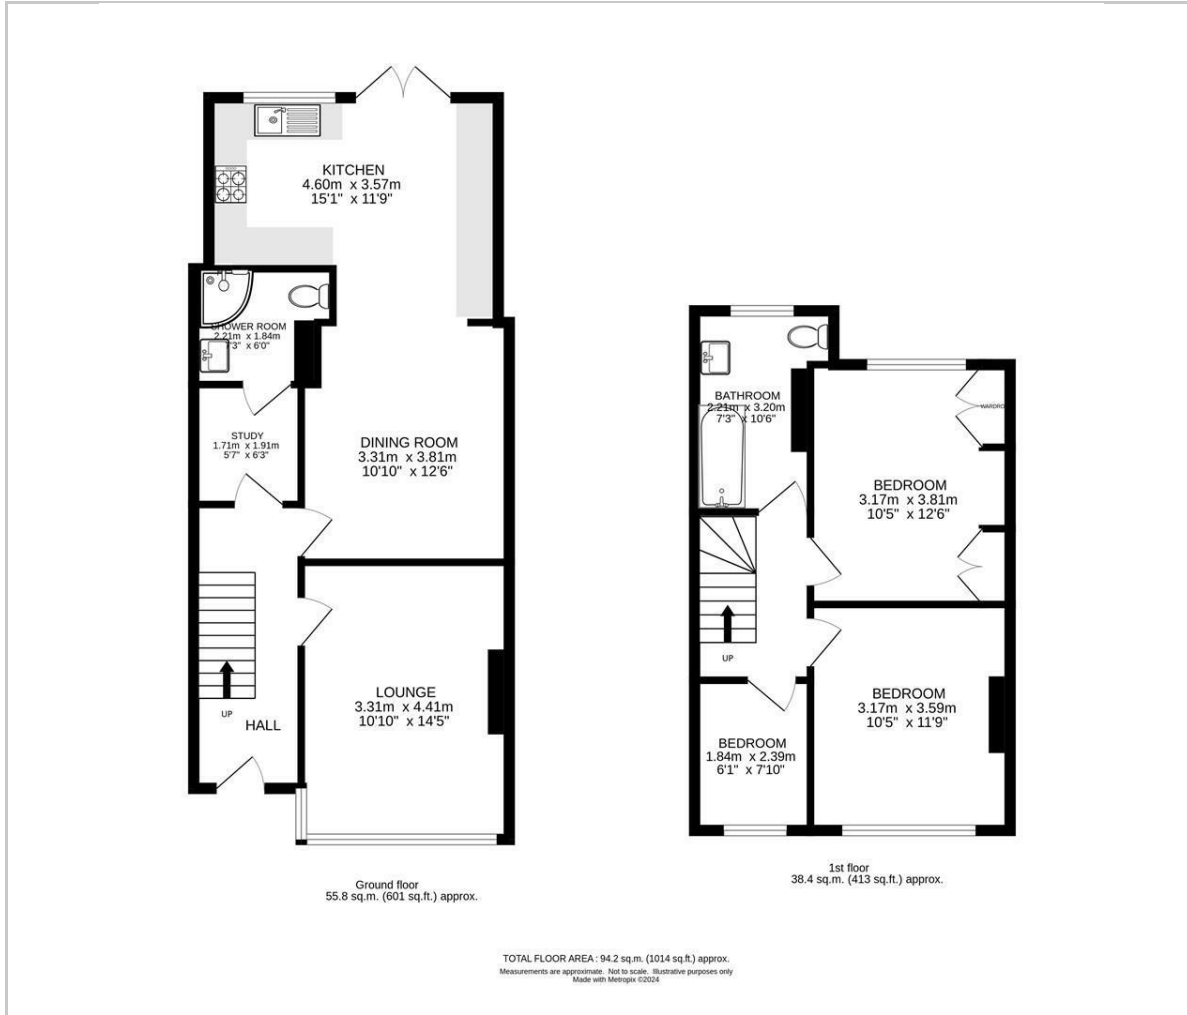 KITCHEN
4.60m x 3.57m
15'1" x 11'9"
SHOWER ROOM
2.21m x 1.84m
7'3" x 6'0"
STUDY
1.71m x 1.91m
5'7" x 6'3"
DINING ROOM
3.31m x 3.81m
10'10" x 12'6"
LOUNGE
3.31m x 4.41m
10'10" x 14'5"
UP
HALL
Ground floor
55.8 sq.m. (601 sq.ft.) approx.
BATHROOM
2.21m x 3.20m
7'3" x 10'6"
WARDRO
BEDROOM
3.17m x 3.81m
10'5" x 12'6"
UP
BEDROOM
3.17m x 3.59m
10'5" x 11'9"
BEDROOM
1.84m x 2.39m
6'1" x 7'10"
1st floor
38.4 sq.m. (413 sq.ft.) approx.
TOTAL FLOOR AREA : 94.2 sq.m. (1014 sq.ft.) approx.
Measurements are approximate. Not to scale. Illustrative purposes only
Made with Metropix ©2024